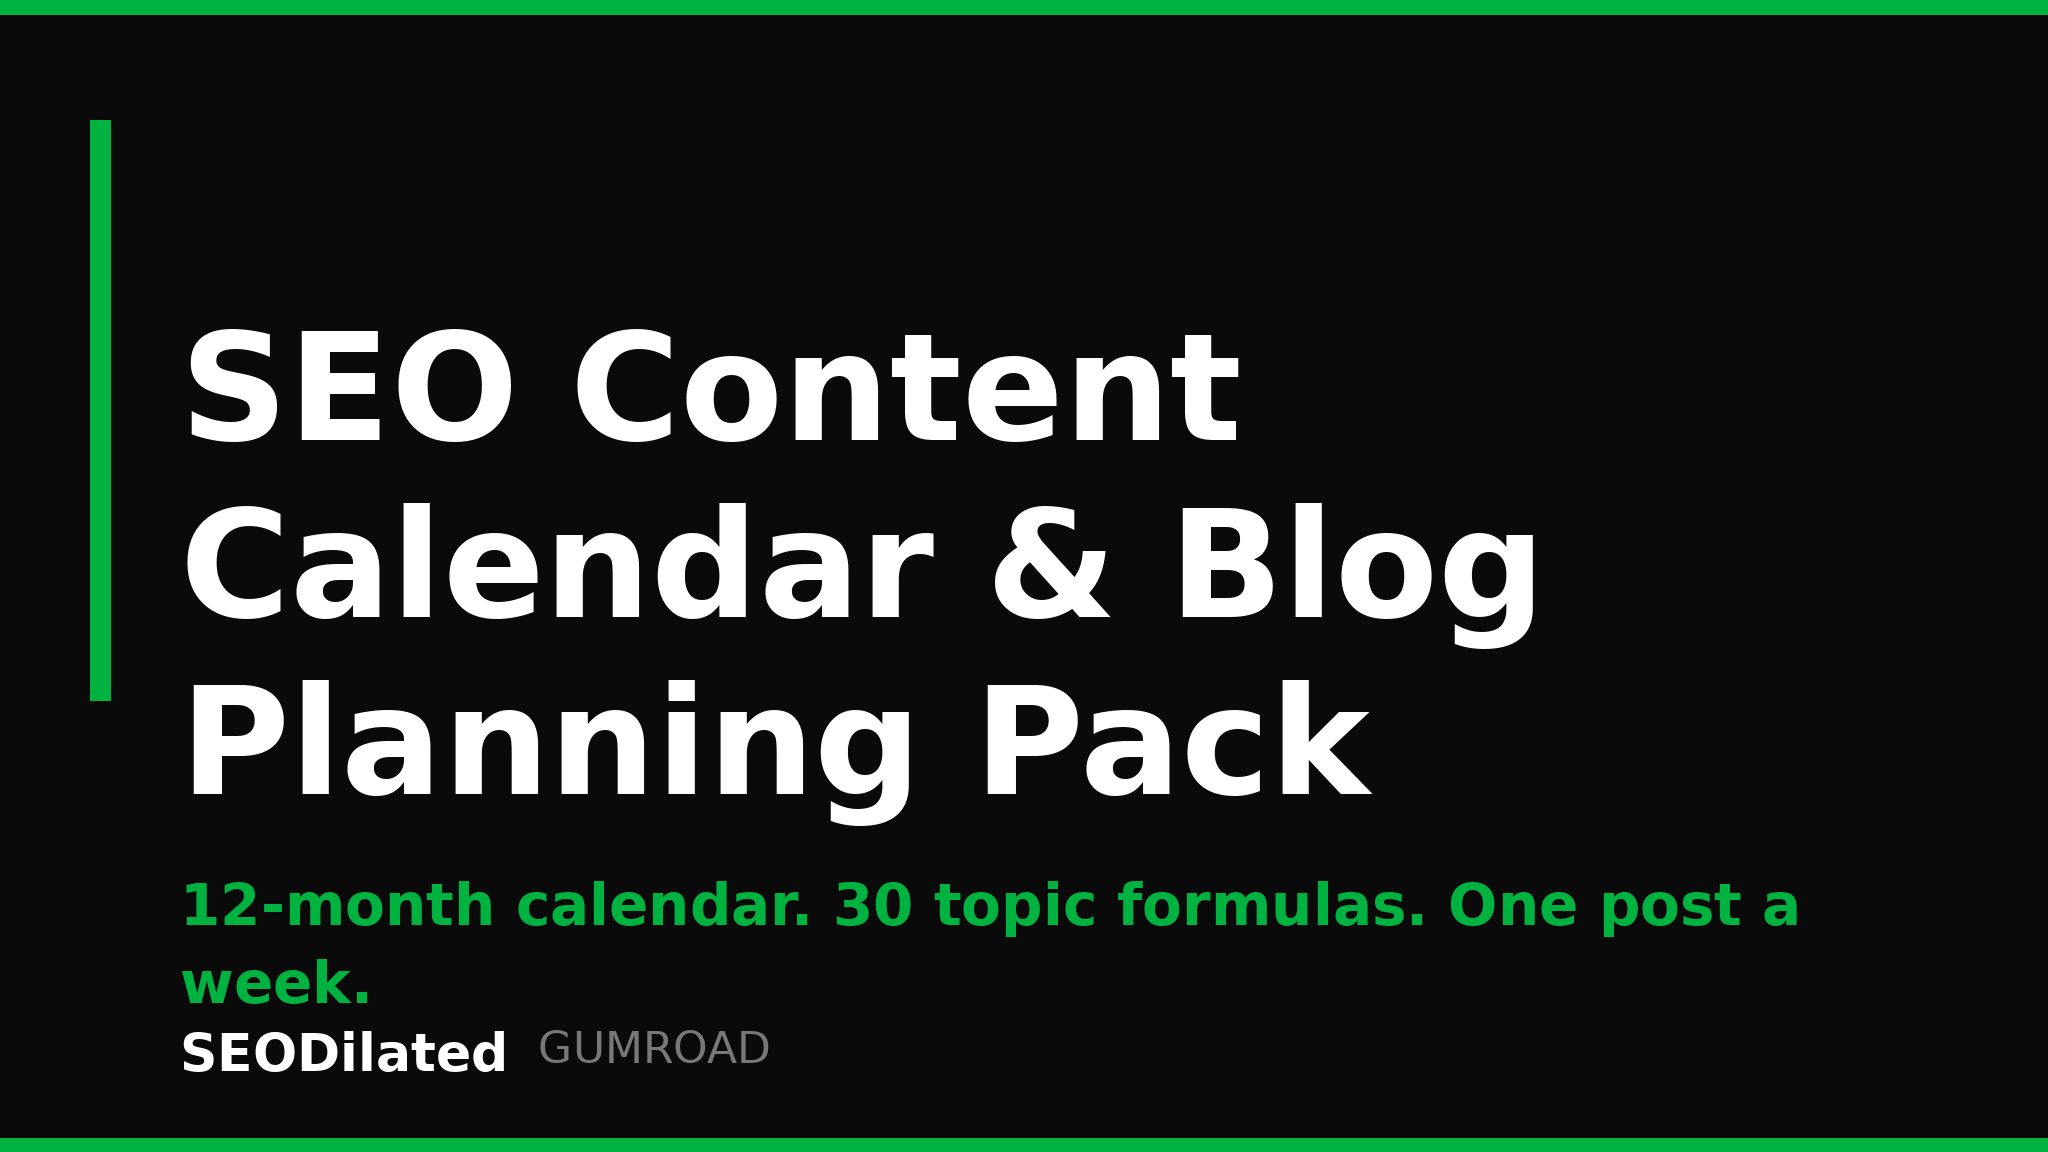 SEO Content
Calendar & Blog
Planning Pack
12-month calendar. 30 topic formulas. One post a
week.
SEODilated GUMROAD